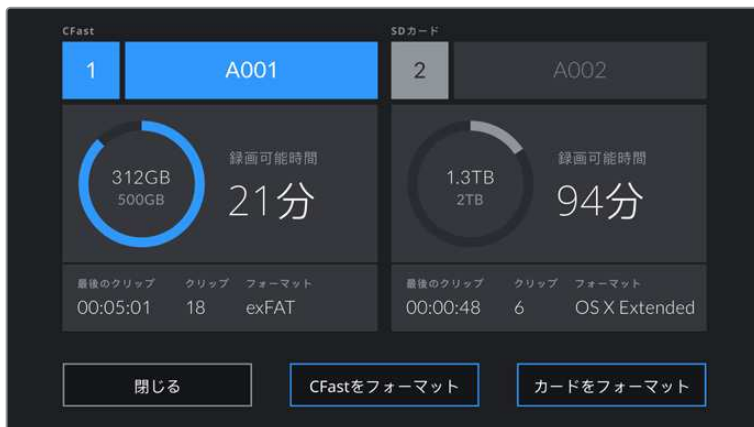 CFast
1
A001
312GB
500GB
録画可能時間
21分
最後のクリップ クリップ フォーマット
00:05:01 18 exFAT
SDカード
2
A002
1.3TB
2TB
録画可能時間
94分
最後のクリップ クリップ フォーマット
00:00:48 6 OS X Extended
閉じる
CFastをフォーマット
カードをフォーマット